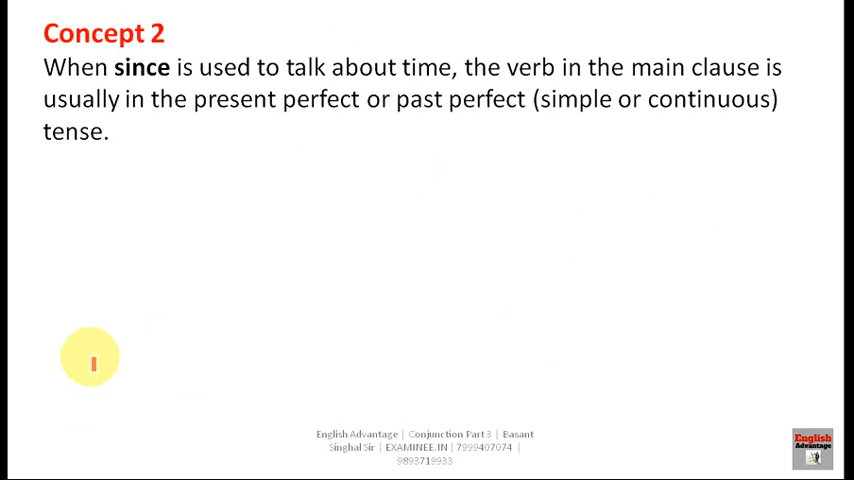 Concept 2
When since is used to talk about time, the verb in the main clause is
usually in the present perfect or past perfect (simple or continuous)
tense.
English Advantage | Conjunction Part 3 | Basant
Singhal Sir | EXAMINEE.IN | 7999407074 |
9893719933
English
Advantage